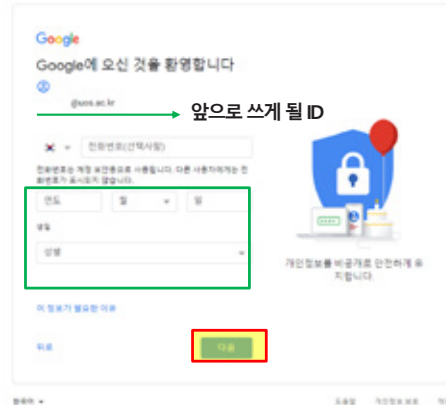 Google
Google에 오신 것을 환영합니다
@uos.ac.kr
앞으로 쓰게 될 ID
전화번호(선택사항)
전화번호는 계정 보안용으로 사용됩니다. 다른 사용자에게는 전
화번호가 표시되지 않습니다.
연도
월
일
생일
성별
개인정보를 비공개로 안전하게 유
지합니다.
이 정보가 필요한 이유
뒤로
다음
한국어
도움말
개인정보 보호